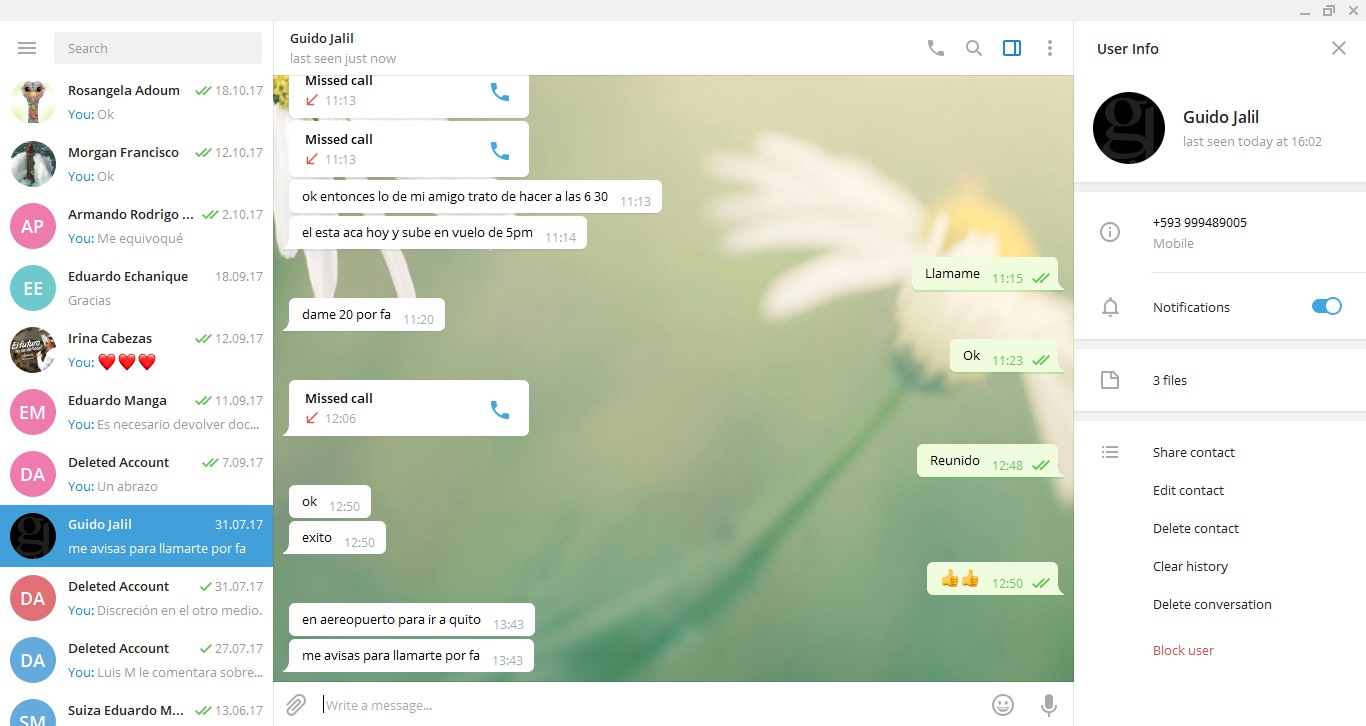 Search
Rosangela Adoum 18.10.17
You: Ok
Morgan Francisco 12.10.17
You: Ok
AP
Armando Rodrigo ... 2.10.17
You: Me equivoqué
EE
Eduardo Echanique 18.09.17
Gracias
El futuro
Irina Cabezas 12.09.17
You: ❤️❤️❤️
EM
Eduardo Manga 11.09.17
You: Es necesario devolver doc...
DA
Deleted Account 7.09.17
You: Un abrazo
gj
Guido Jalil 31.07.17
me avisas para llamarte por fa
DA
Deleted Account 31.07.17
You: Discreción en el otro medio.
DA
Deleted Account 27.07.17
You: Luis M le comentara sobre...
SM
Suiza Eduardo M... 13.06.17
Guido Jalil
last seen just now
Missed call
11:13
Missed call
11:13
ok entonces lo de mi amigo trato de hacer a las 6 30 11:13
el esta aca hoy y sube en vuelo de 5pm 11:14
Llamame 11:15
dame 20 por fa 11:20
Ok 11:23
Missed call
12:06
Reunido 12:48
ok 12:50
exito 12:50
👍👍 12:50
en aereopuerto para ir a quito 13:43
me avisas para llamarte por fa 13:43
Write a message...
User Info
gj
Guido Jalil
last seen today at 16:02
+593 999489005
Mobile
Notifications
3 files
Share contact
Edit contact
Delete contact
Clear history
Delete conversation
Block user